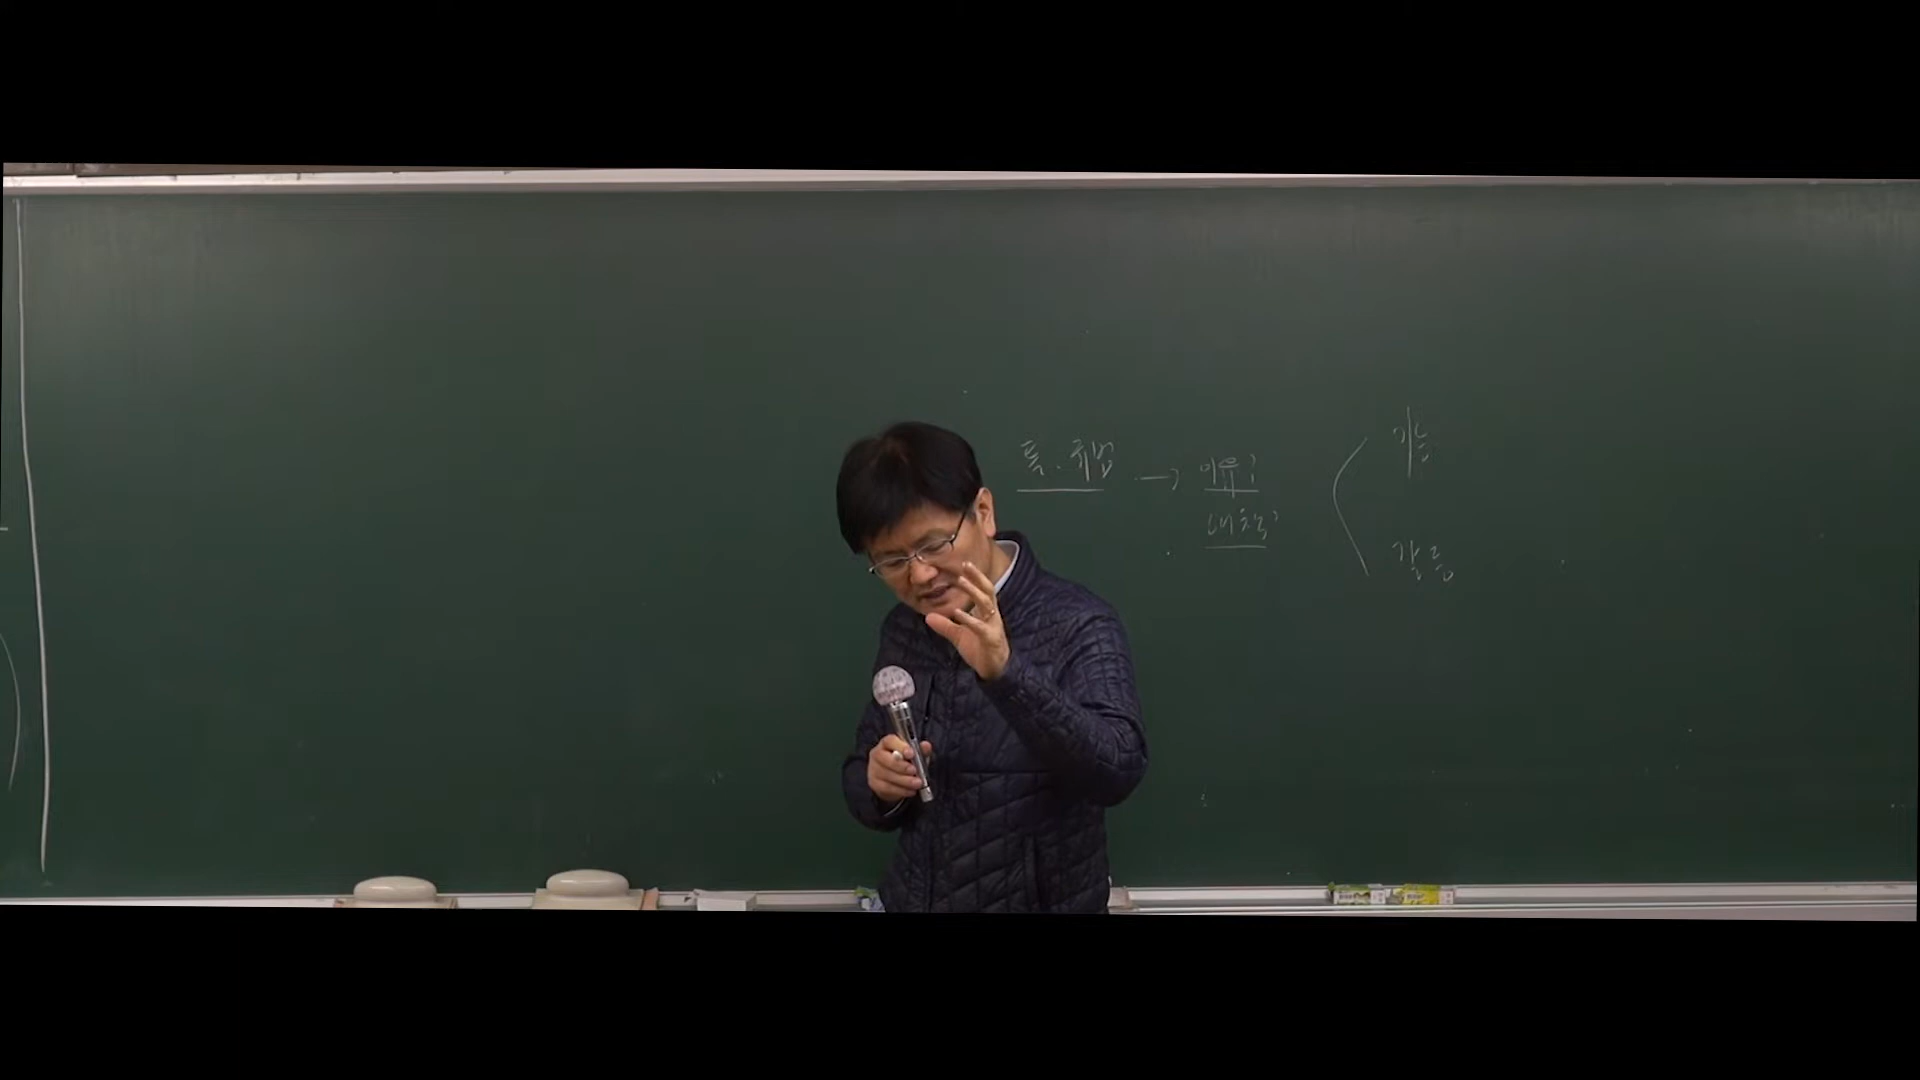 특. 취업 → 이유?
대책?
기능
갈등